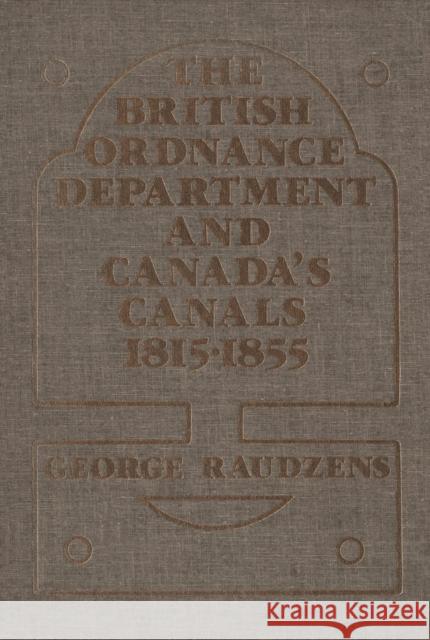 THE
BRITISH
ORDNANCE
DEPARTMENT
AND
CANADA'S
CANALS
1815·1855
GEORGE RAUDZENS